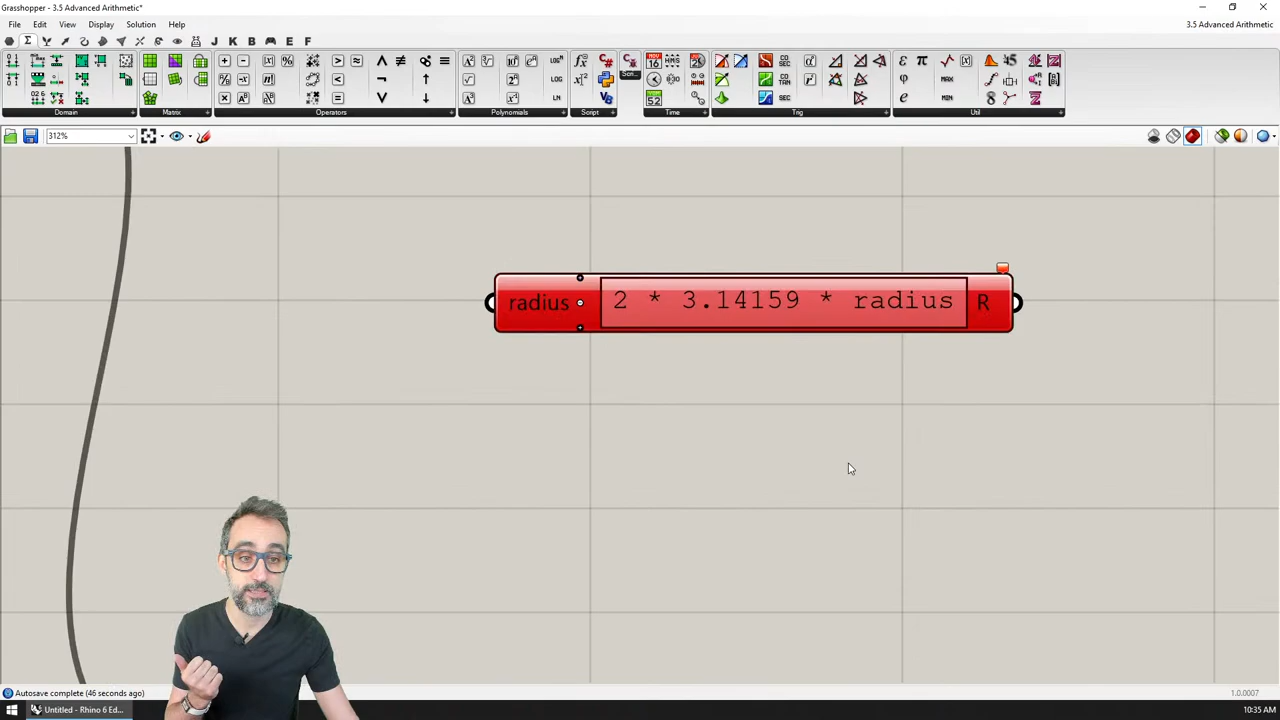 Grasshopper - 3.5 Advanced Arithmetic*
File Edit View Display Solution Help
3.5 Advanced Arithmetic
J K B E F
Domain Matrix Operators Polynomials Script Time Trig Util
312%
radius 2 * 3.14159 * radius R
Autosave complete (46 seconds ago)
1.0.0007
Untitled - Rhino 6 Ed...
10:35 AM